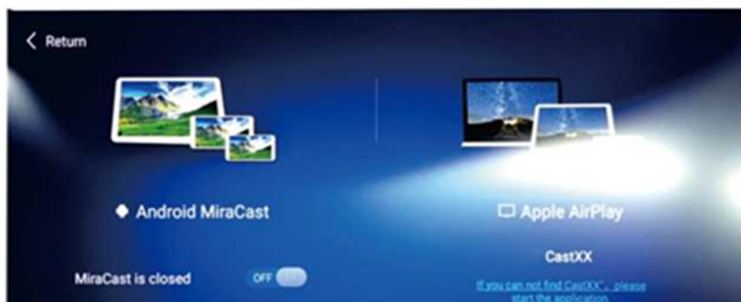 Return
Android MiraCast
Apple AirPlay
MiraCast is closed
OFF
CastXX
If you can not find CastXX", please
start the application.